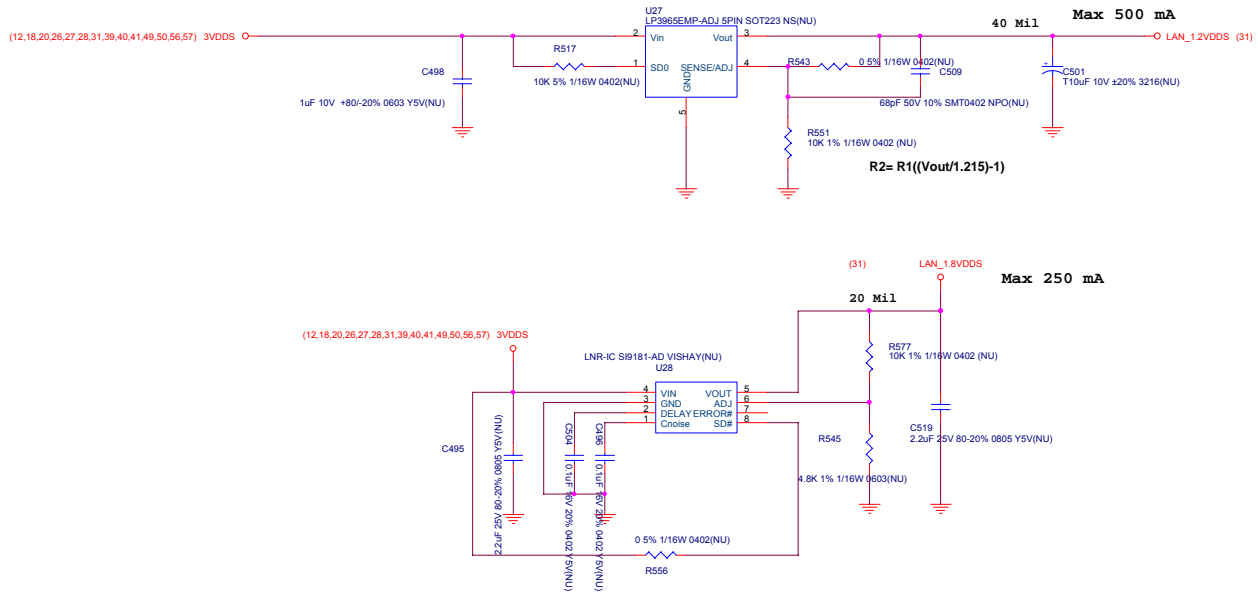 U27
LP3965EMP-ADJ 5PIN SOT223 NS(NU)
40 Mil
Max 500 mA
(12,18,20,26,27,28,31,39,40,41,49,50,56,57) 3VDDS
2
Vin
Vout
3
LAN_1.2VDDS (31)
R517
1
SD0
SENSE/ADJ
4
GND
5
10K 5% 1/16W 0402(NU)
R543
0 5% 1/16W 0402(NU)
C509
68pF 50V 10% SMT0402 NPO(NU)
C498
1uF 10V +80/-20% 0603 Y5V(NU)
+
C501
T10uF 10V ±20% 3216(NU)
R551
10K 1% 1/16W 0402 (NU)
R2= R1((Vout/1.215)-1)
(31)
LAN_1.8VDDS
Max 250 mA
20 Mil
(12,18,20,26,27,28,31,39,40,41,49,50,56,57) 3VDDS
R577
10K 1% 1/16W 0402 (NU)
LNR-IC SI9181-AD VISHAY(NU)
U28
4
VIN
VOUT
5
3
GND
ADJ
6
2
DELAY
ERROR#
7
1
Cnoise
SD#
8
C495
2.2uF 25V 80-20% 0805 Y5V(NU)
C504
0.1uF 16V 20% 0402 Y5V(NU)
C496
0.1uF 16V 20% 0402 Y5V(NU)
R545
4.8K 1% 1/16W 0603(NU)
C519
2.2uF 25V 80-20% 0805 Y5V(NU)
0 5% 1/16W 0402(NU)
R556